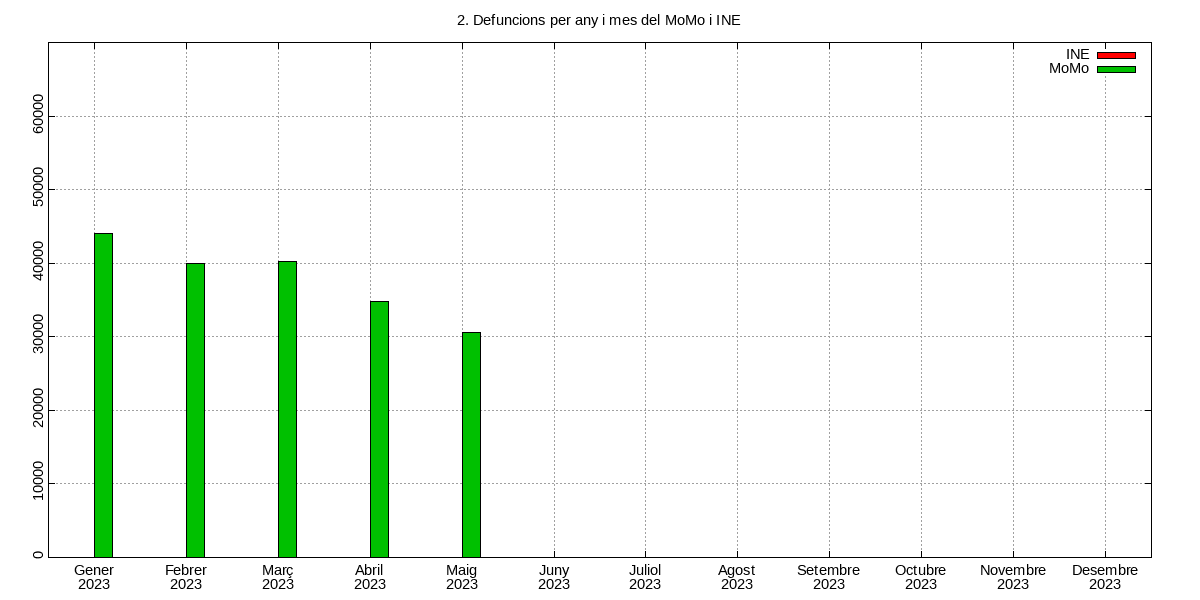 2. Defuncions per any i mes del MoMo i INE
INE
MoMo
60000
50000
40000
30000
20000
10000
0
Gener Febrer Març Abril Maig Juny Juliol Agost Setembre Octubre Novembre Desembre
2023 2023 2023 2023 2023 2023 2023 2023 2023 2023 2023 2023